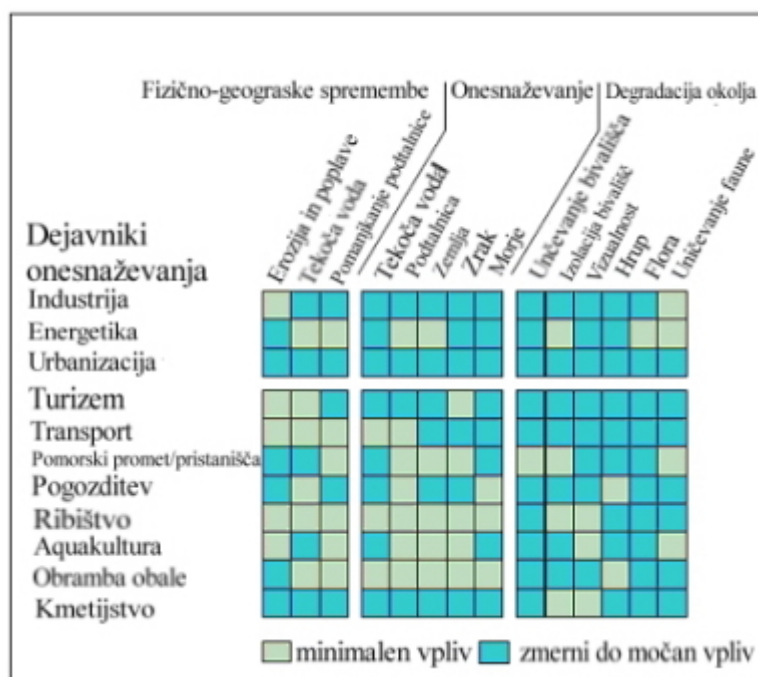 Fizično-geograske spremembe Onesnaževanje Degradacija okolja
Erozija in poplave
Tekoča voda
Pomanjkanje podtalnice
Tekoča voda
Podtalnica
Zemlja
Zrak
Morje
Unčevanje bivališča
Izolacija bivališč
Vizualnost
Hrup
Flora
Uničevanje faune
Dejavniki
onesnaževanja
Industrija
Energetika
Urbanizacija
Turizem
Transport
Pomorski promet/pristanišča
Pogozditev
Ribištvo
Aquakultura
Obramba obale
Kmetijstvo
minimalen vpliv zmerni do močan vpliv